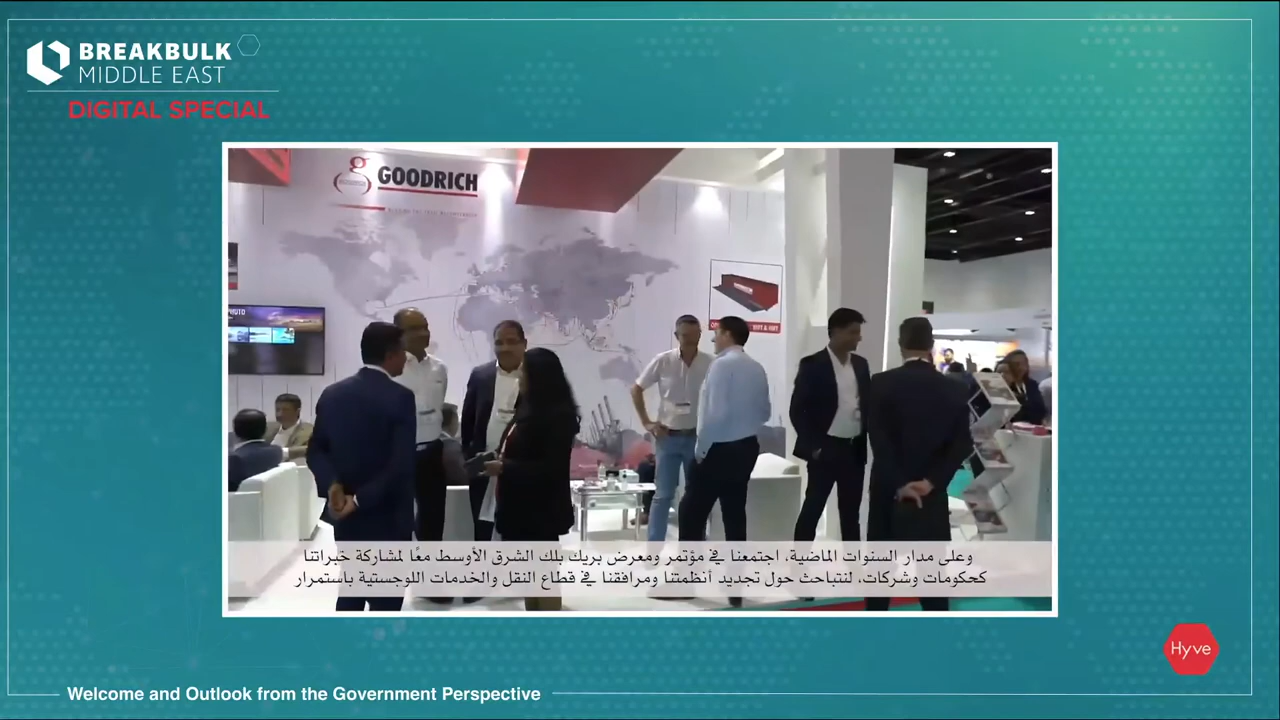 BREAKBULK
MIDDLE EAST
DIGITAL SPECIAL
g GOODRICH
وعلى مدار السنوات الماضية، اجتمعنا في مؤتمر ومعرض بريك بلك الشرق الأوسط معًا لمشاركة خبراتنا
كحكومات وشركات، لنتباحث حول تجديد أنظمتنا ومرافقنا في قطاع النقل والخدمات اللوجستية باستمرار
Hyve
Welcome and Outlook from the Government Perspective